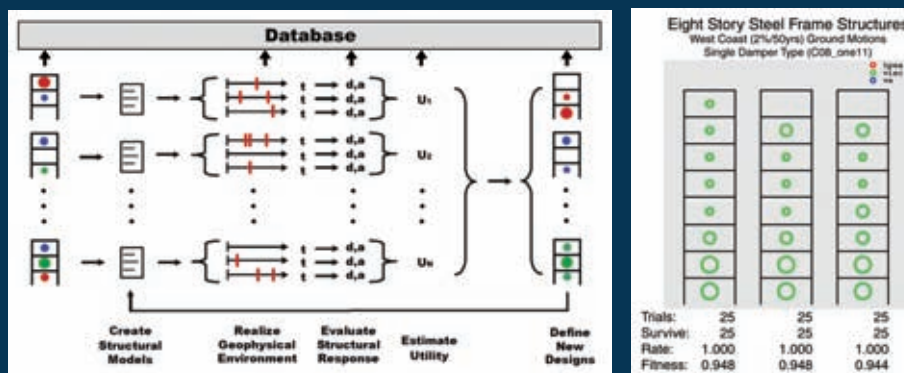 Database
t → d,a U₁
t → d,a
t → d,a
t → d,a U₂
t → d,a
t → d,a
t → d,a Uₙ
t → d,a
t → d,a
Create
Structural
Models
Realize
Geophysical
Environment
Evaluate
Structural
Response
Estimate
Utility
Define
New
Designs
Eight Story Steel Frame Structures
West Coast (2%/50yrs) Ground Motions
Single Damper Type (C08_one11)
Trials: 25 25 25
Survive: 25 25 25
Rate: 1.000 1.000 1.000
Fitness: 0.948 0.948 0.944